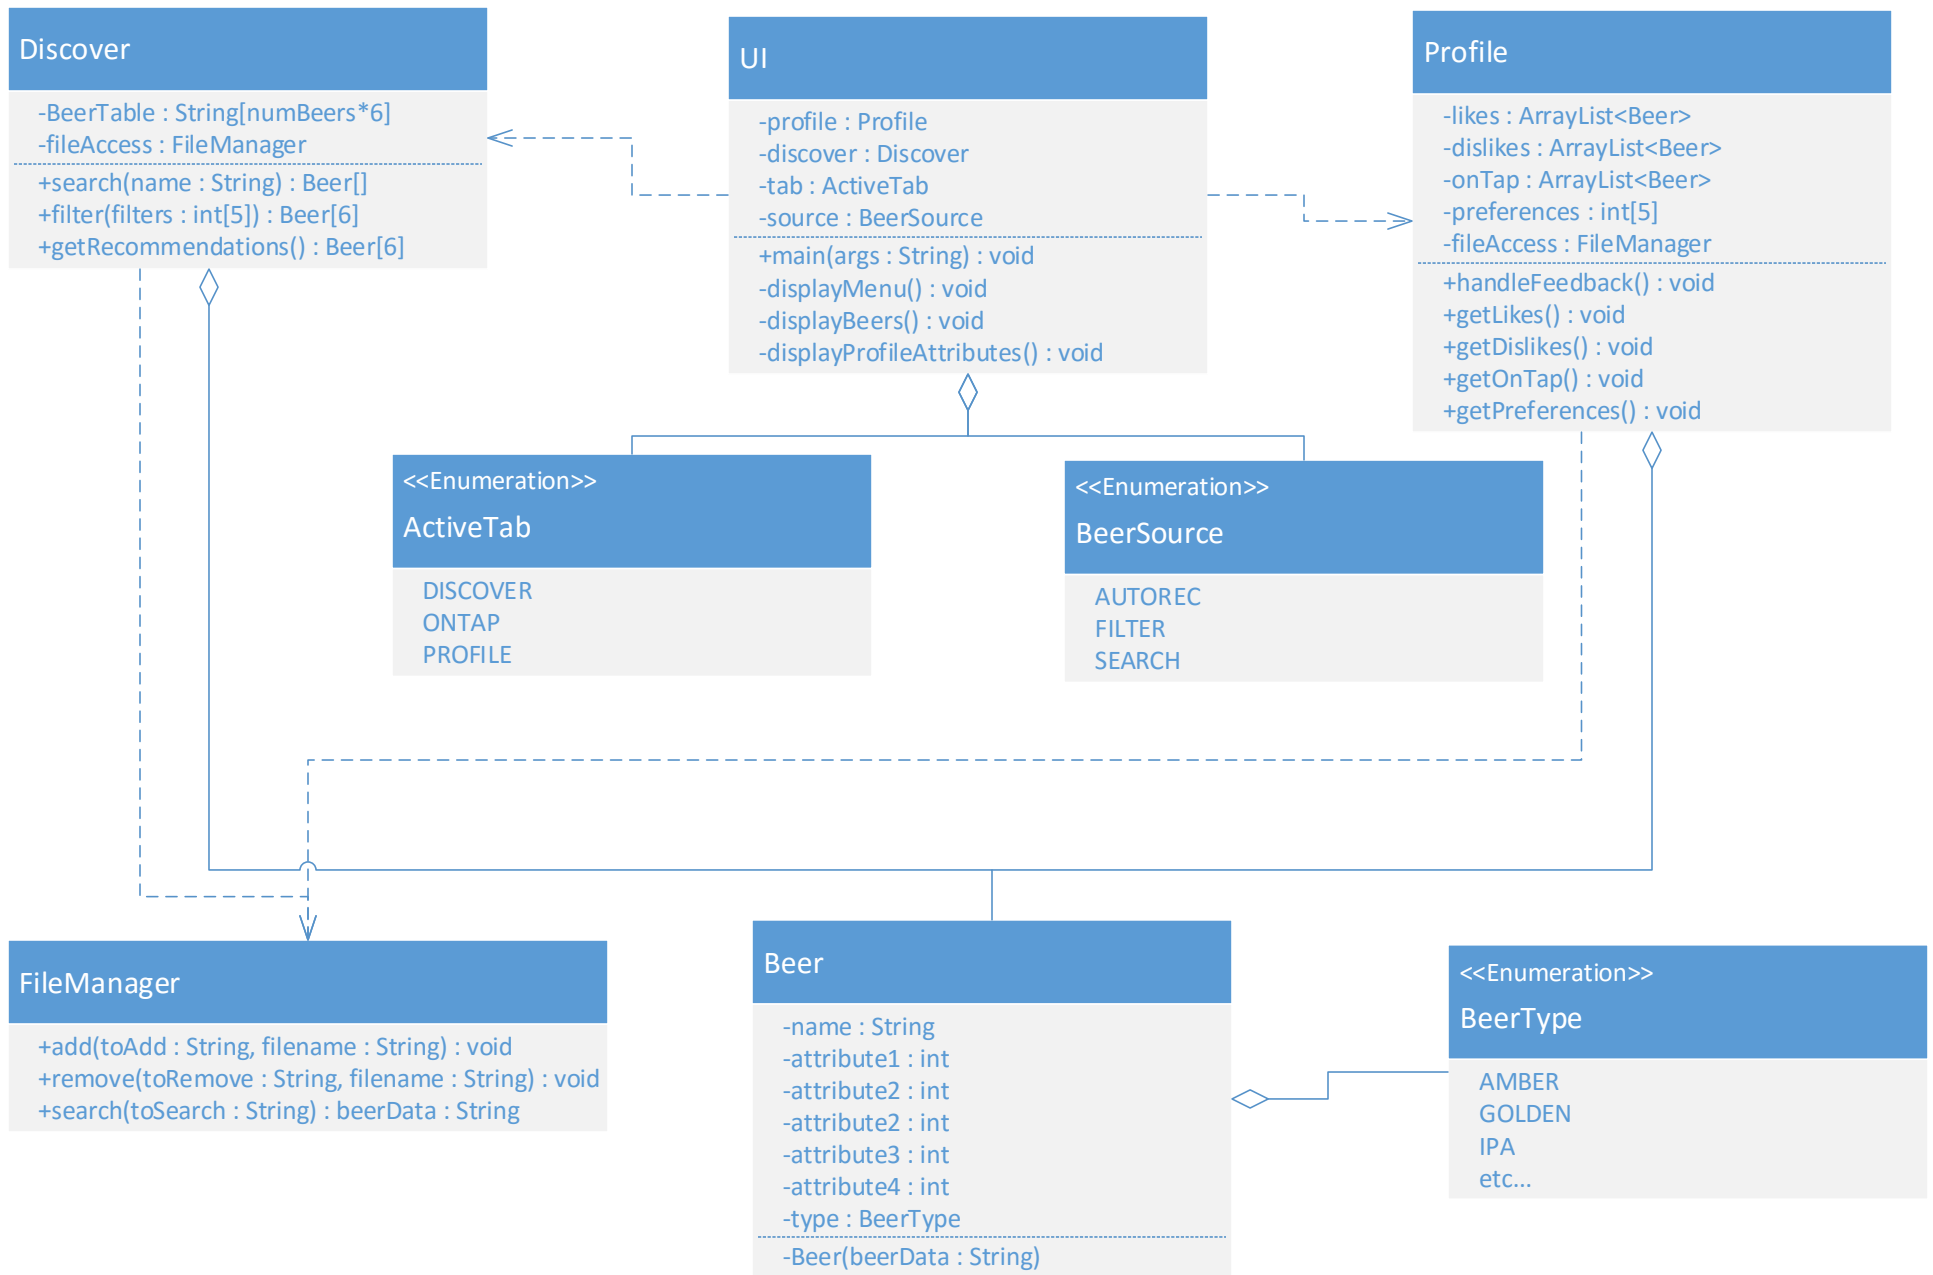 Discover
-BeerTable : String[numBeers*6]
-fileAccess : FileManager
+search(name : String) : Beer[]
+filter(filters : int[5]) : Beer[6]
+getRecommendations() : Beer[6]
UI
-profile : Profile
-discover : Discover
-tab : ActiveTab
-source : BeerSource
+main(args : String) : void
-displayMenu() : void
-displayBeers() : void
-displayProfileAttributes() : void
Profile
-likes : ArrayList<Beer>
-dislikes : ArrayList<Beer>
-onTap : ArrayList<Beer>
-preferences : int[5]
-fileAccess : FileManager
+handleFeedback() : void
+getLikes() : void
+getDislikes() : void
+getOnTap() : void
+getPreferences() : void
<<Enumeration>>
ActiveTab
DISCOVER
ONTAP
PROFILE
<<Enumeration>>
BeerSource
AUTOREC
FILTER
SEARCH
FileManager
+add(toAdd : String, filename : String) : void
+remove(toRemove : String, filename : String) : void
+search(toSearch : String) : beerData : String
Beer
-name : String
-attribute1 : int
-attribute2 : int
-attribute2 : int
-attribute3 : int
-attribute4 : int
-type : BeerType
-Beer(beerData : String)
<<Enumeration>>
BeerType
AMBER
GOLDEN
IPA
etc...